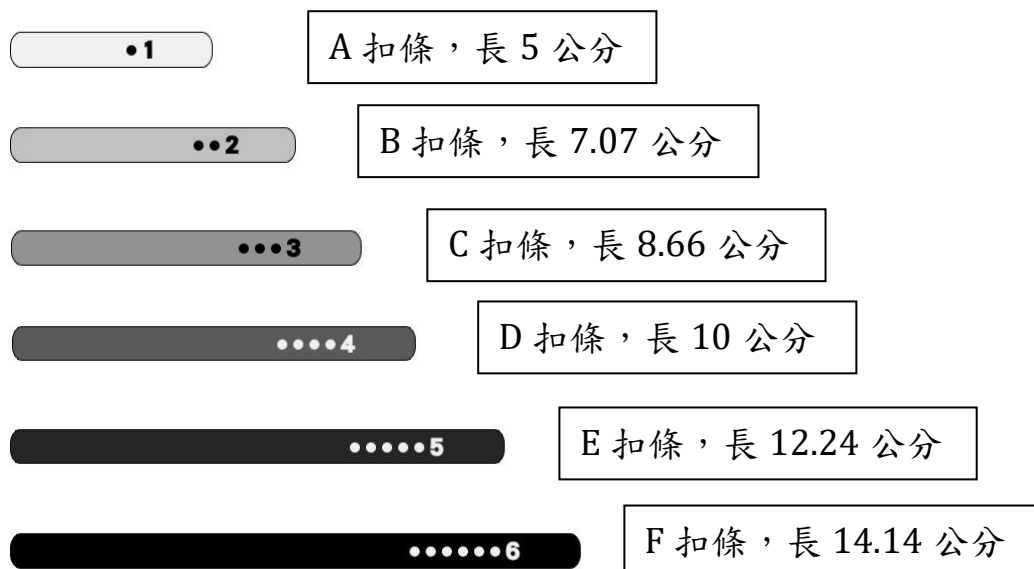 •1
A 扣條，長 5 公分
••2
B 扣條，長 7.07 公分
•••3
C 扣條，長 8.66 公分
••••4
D 扣條，長 10 公分
•••••5
E 扣條，長 12.24 公分
••••••6
F 扣條，長 14.14 公分